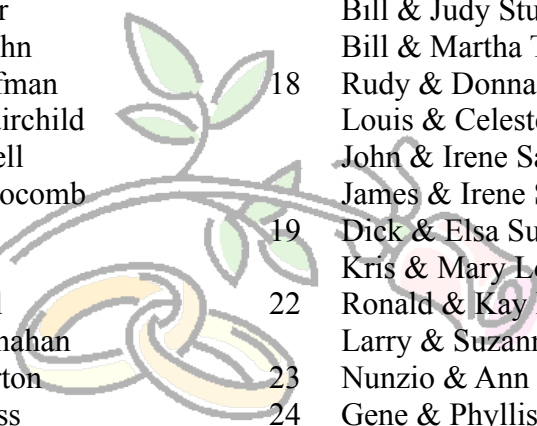 r Bill & Judy Stu
hn Bill & Martha T
fman 18 Rudy & Donna
irchild Louis & Celest
ell John & Irene Sa
ocomb James & Irene S
19 Dick & Elsa Su
Kris & Mary Lo
l 22 Ronald & Kay
nahan Larry & Suzann
rton 23 Nunzio & Ann
ss 24 Gene & Phyllis